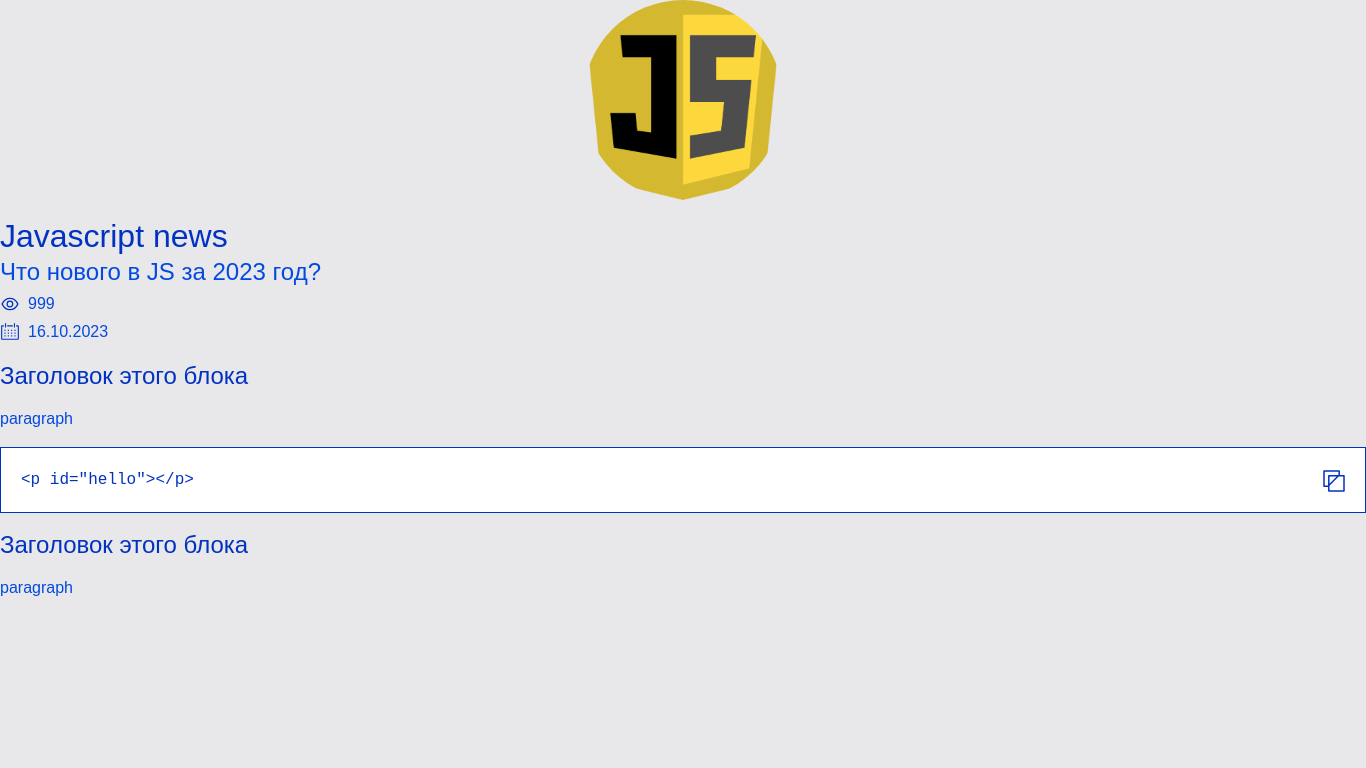 JS
Javascript news
Что нового в JS за 2023 год?
999
16.10.2023
Заголовок этого блока
paragraph
<p id="hello"></p>
Заголовок этого блока
paragraph